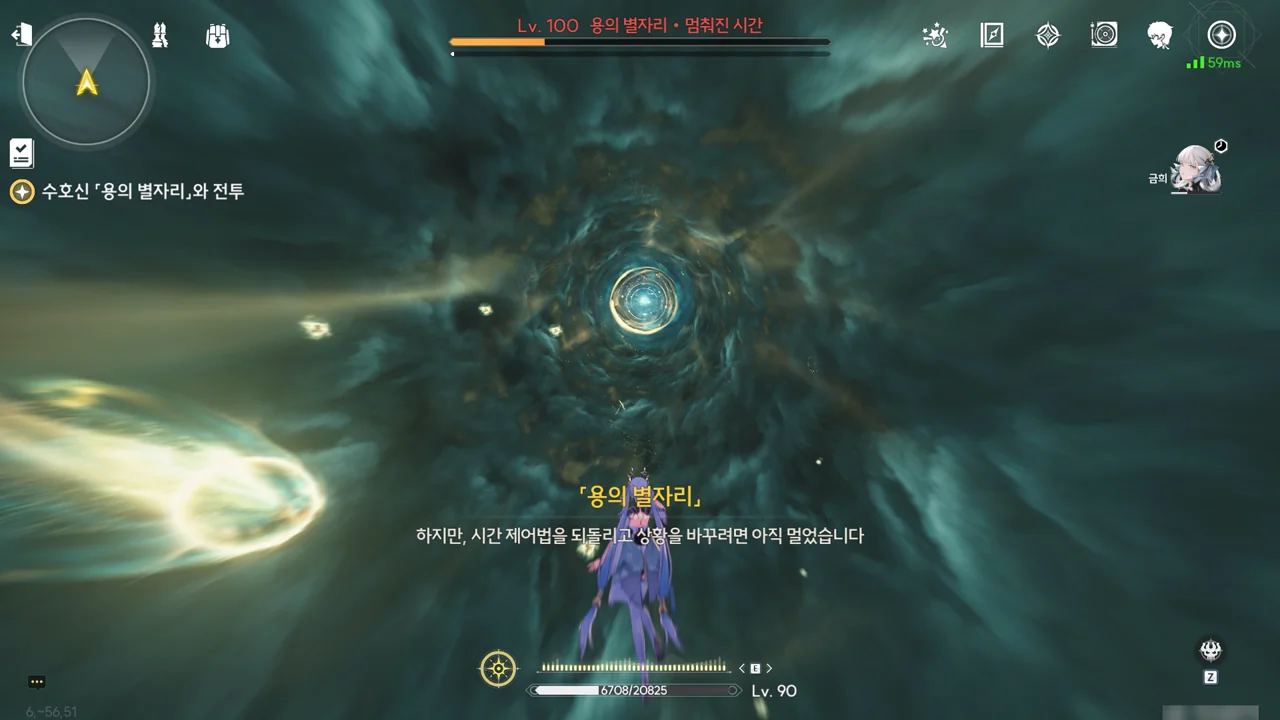 Lv. 100 용의 별자리 • 멈춰진 시간
59ms
수호신 「용의 별자리」와 전투
금희
「용의 별자리」
하지만, 시간 제어법을 되돌리고 상황을 바꾸려면 아직 멀었습니다
E
6708/20825
Lv. 90
Z
6,-56,51